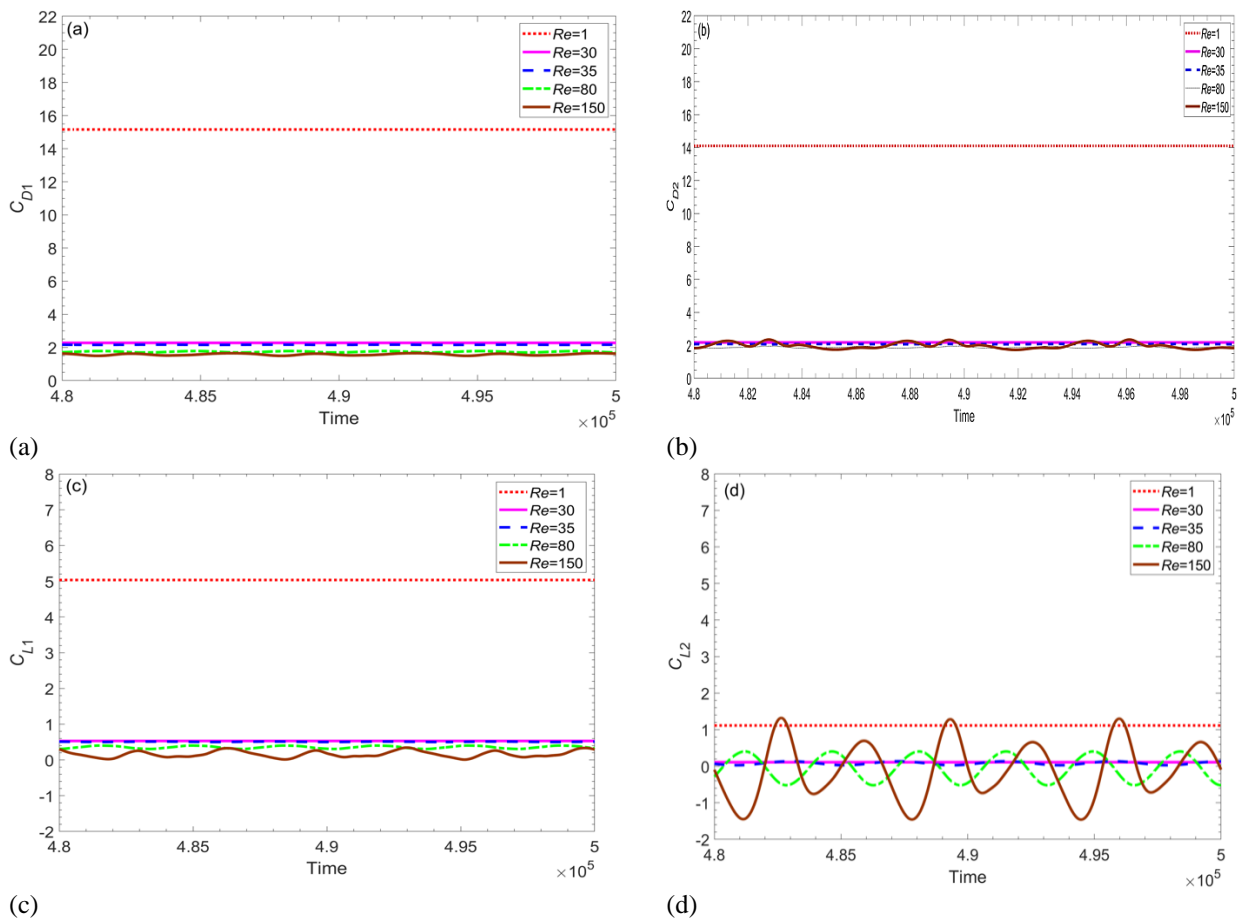 (a)
22
20
18
16
14
12
10
8
6
4
2
0
C_D1
4.8
4.85
4.9
4.95
5
×10^5
Time
Re=1
Re=30
Re=35
Re=80
Re=150
(a)
(b)
22
20
18
16
14
12
10
8
6
4
2
0
C_D2
4.8
4.82
4.84
4.86
4.88
4.9
4.92
4.94
4.96
4.98
5
×10^5
Time
Re=1
Re=30
Re=35
Re=80
Re=150
(b)
(c)
8
7
6
5
4
3
2
1
0
-1
-2
C_L1
4.8
4.85
4.9
4.95
5
×10^5
Time
Re=1
Re=30
Re=35
Re=80
Re=150
(c)
(d)
8
7
6
5
4
3
2
1
0
-1
-2
C_L2
4.8
4.85
4.9
4.95
5
×10^5
Time
Re=1
Re=30
Re=35
Re=80
Re=150
(d)